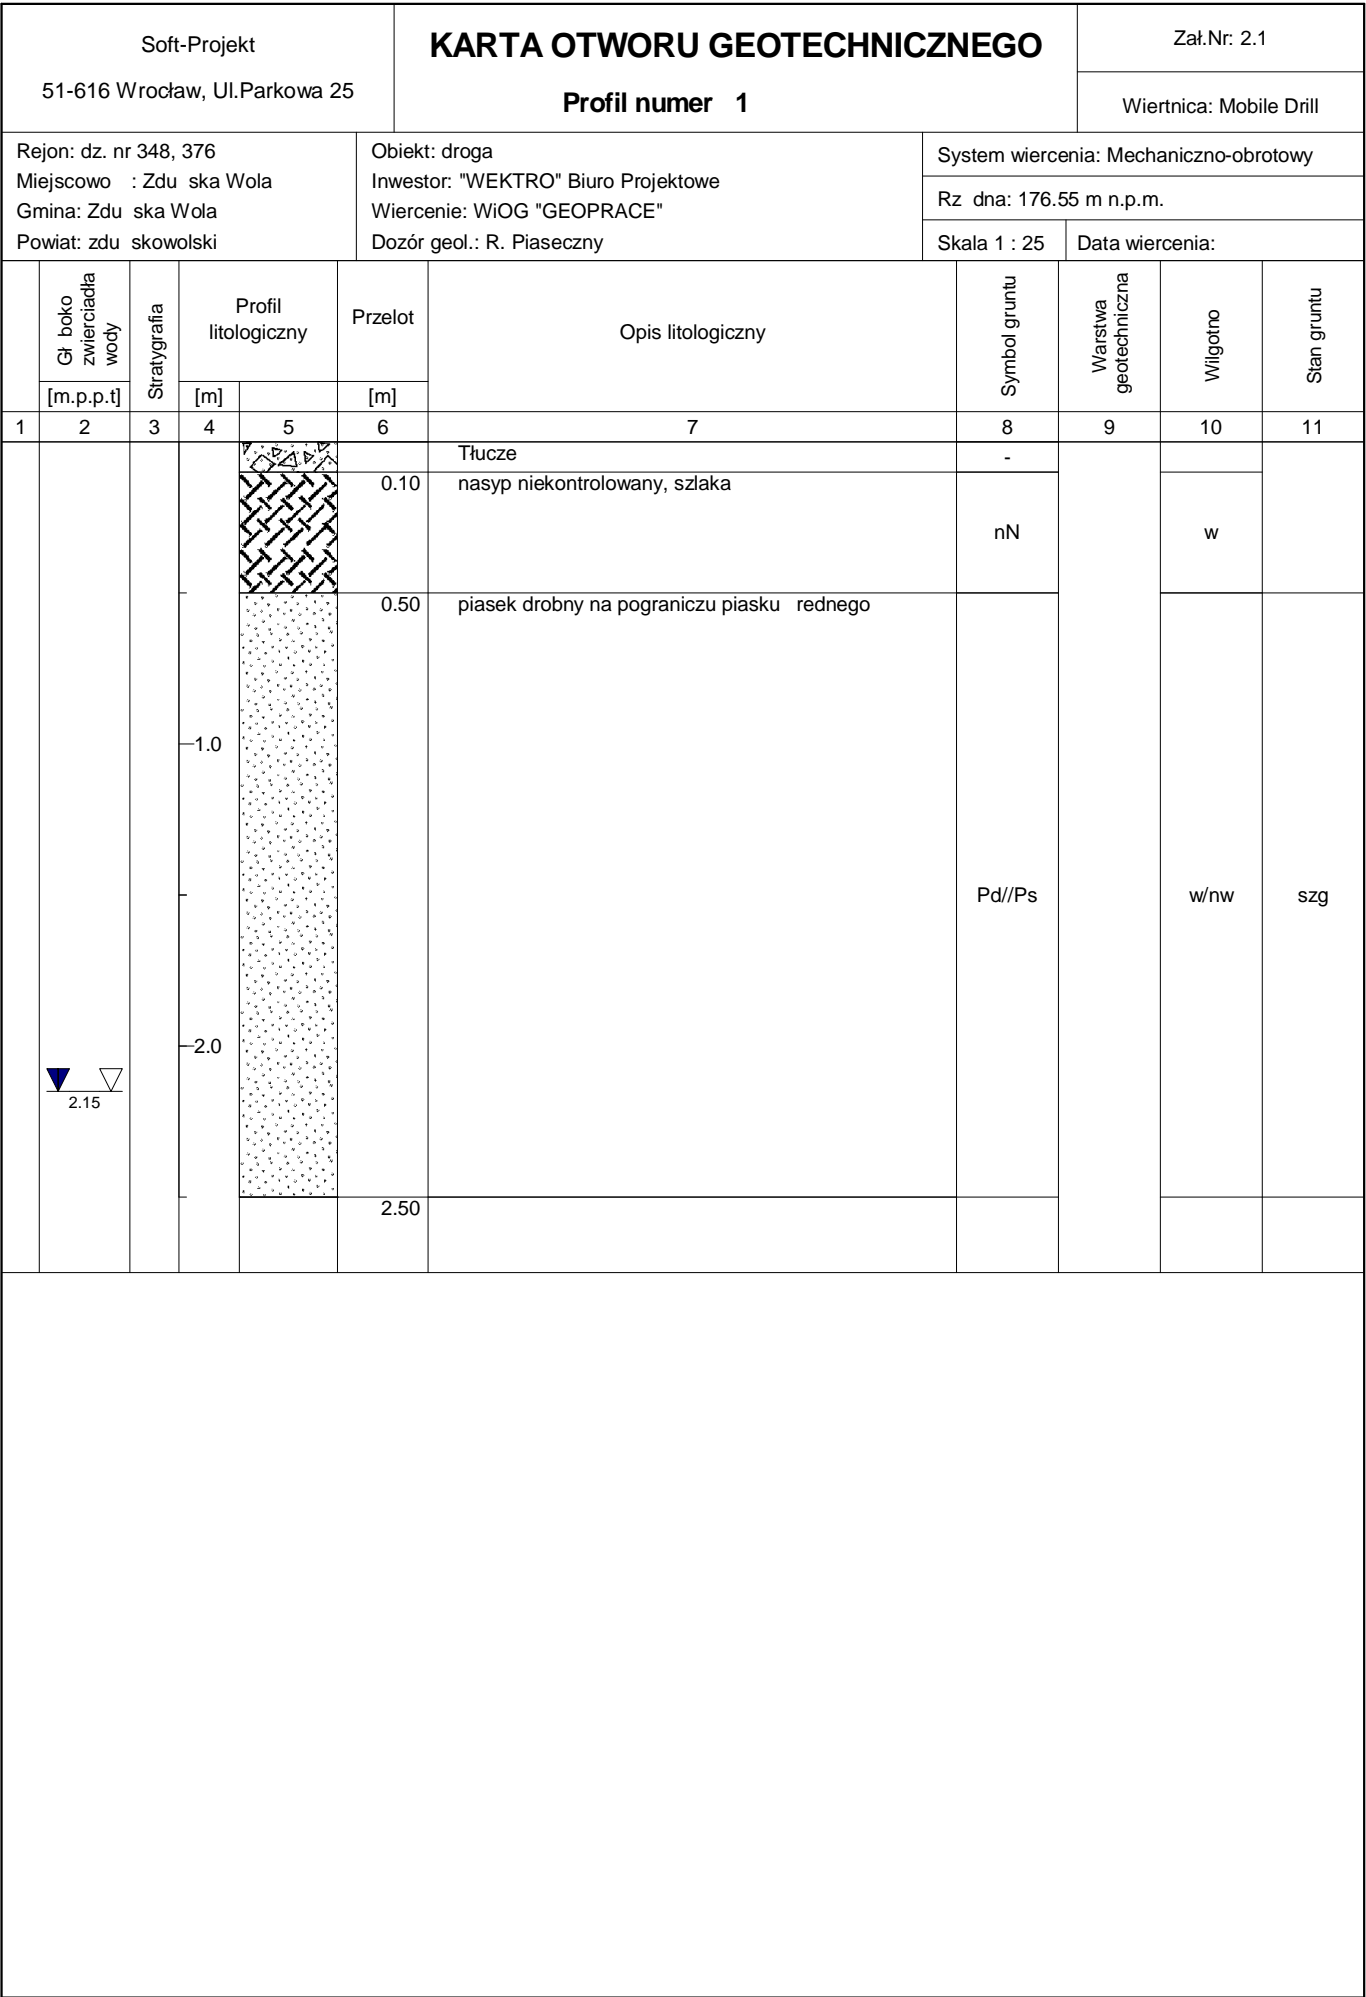 Soft-Projekt
51-616 Wrocław, Ul.Parkowa 25
KARTA OTWORU GEOTECHNICZNEGO
Profil numer 1
Zał.Nr: 2.1
Wiertnica: Mobile Drill
Rejon: dz. nr 348, 376
Miejscowo : Zdu ska Wola
Gmina: Zdu ska Wola
Powiat: zdu skowolski
Obiekt: droga
Inwestor: "WEKTRO" Biuro Projektowe
Wiercenie: WiOG "GEOPRACE"
Dozór geol.: R. Piaseczny
System wiercenia: Mechaniczno-obrotowy
Rz dna: 176.55 m n.p.m.
Skala 1 : 25
Data wiercenia:
Gł boko
zwierciadła
wody
[m.p.p.t]
Stratygrafia
Profil
litologiczny
[m]
Przelot
[m]
Opis litologiczny
Symbol gruntu
Warstwa
geotechniczna
Wilgotno
Stan gruntu
1 2 3 4 5 6 7 8 9 10 11
Tłucze -
0.10 nasyp niekontrolowany, szlaka
nN w
0.50 piasek drobny na pograniczu piasku rednego
1.0
Pd//Ps w/nw szg
2.0
2.15
2.50